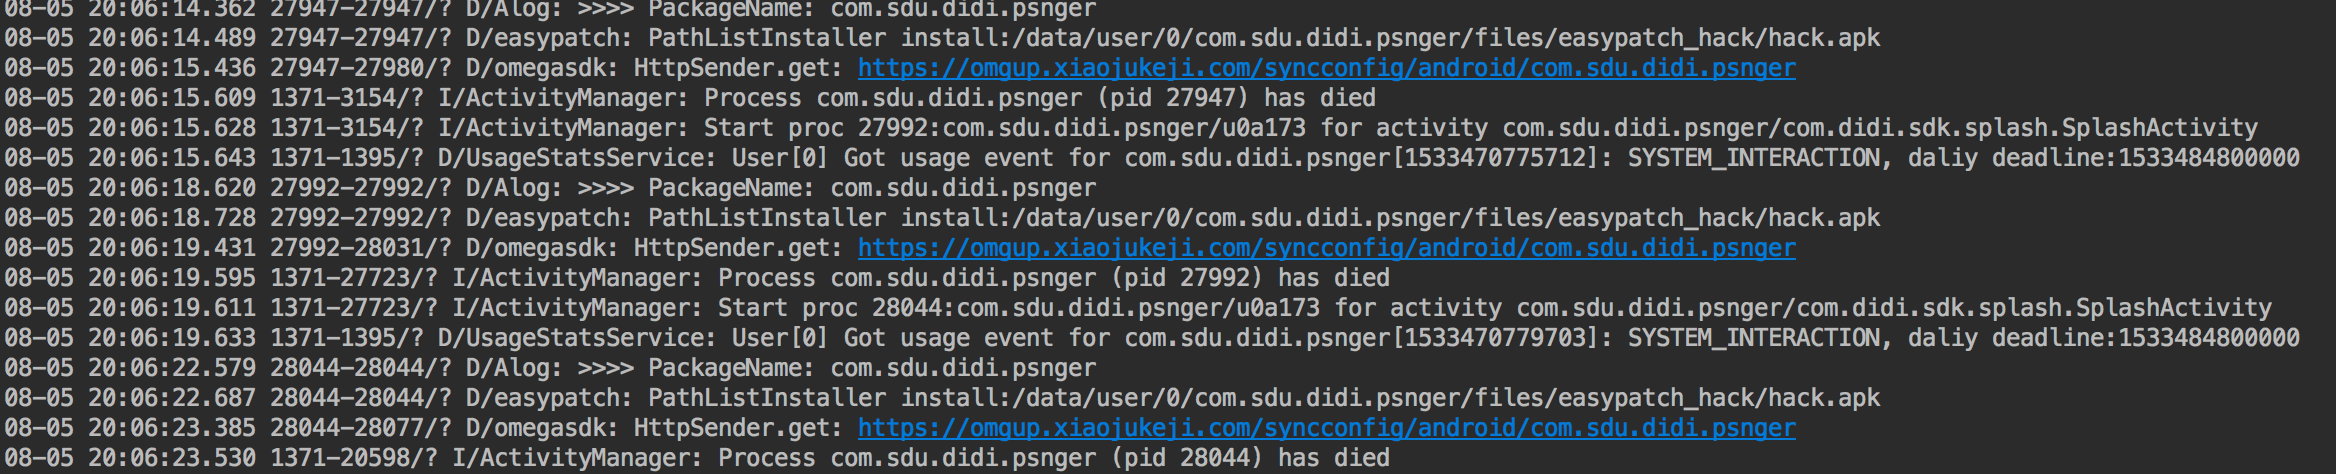 08-05 20:06:14.362 27947-27947/? D/Alog: >>>> PackageName: com.sdu.didi.psnger
08-05 20:06:14.489 27947-27947/? D/easypatch: PathListInstaller install:/data/user/0/com.sdu.didi.psnger/files/easypatch_hack/hack.apk
08-05 20:06:15.436 27947-27980/? D/omegasdk: HttpSender.get: https://omgup.xiaojukeji.com/syncconfig/android/com.sdu.didi.psnger
08-05 20:06:15.609 1371-3154/? I/ActivityManager: Process com.sdu.didi.psnger (pid 27947) has died
08-05 20:06:15.628 1371-3154/? I/ActivityManager: Start proc 27992:com.sdu.didi.psnger/u0a173 for activity com.sdu.didi.psnger/com.didi.sdk.splash.SplashActivity
08-05 20:06:15.643 1371-1395/? D/UsageStatsService: User[0] Got usage event for com.sdu.didi.psnger[1533470775712]: SYSTEM_INTERACTION, daliy deadline:1533484800000
08-05 20:06:18.620 27992-27992/? D/Alog: >>>> PackageName: com.sdu.didi.psnger
08-05 20:06:18.728 27992-27992/? D/easypatch: PathListInstaller install:/data/user/0/com.sdu.didi.psnger/files/easypatch_hack/hack.apk
08-05 20:06:19.431 27992-28031/? D/omegasdk: HttpSender.get: https://omgup.xiaojukeji.com/syncconfig/android/com.sdu.didi.psnger
08-05 20:06:19.595 1371-27723/? I/ActivityManager: Process com.sdu.didi.psnger (pid 27992) has died
08-05 20:06:19.611 1371-27723/? I/ActivityManager: Start proc 28044:com.sdu.didi.psnger/u0a173 for activity com.sdu.didi.psnger/com.didi.sdk.splash.SplashActivity
08-05 20:06:19.633 1371-1395/? D/UsageStatsService: User[0] Got usage event for com.sdu.didi.psnger[1533470779703]: SYSTEM_INTERACTION, daliy deadline:1533484800000
08-05 20:06:22.579 28044-28044/? D/Alog: >>>> PackageName: com.sdu.didi.psnger
08-05 20:06:22.687 28044-28044/? D/easypatch: PathListInstaller install:/data/user/0/com.sdu.didi.psnger/files/easypatch_hack/hack.apk
08-05 20:06:23.385 28044-28077/? D/omegasdk: HttpSender.get: https://omgup.xiaojukeji.com/syncconfig/android/com.sdu.didi.psnger
08-05 20:06:23.530 1371-20598/? I/ActivityManager: Process com.sdu.didi.psnger (pid 28044) has died